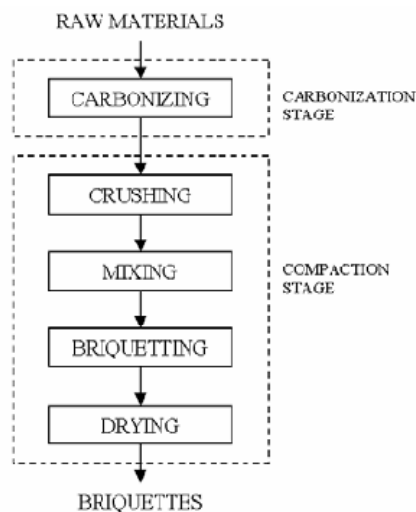 RAW MATERIALS
CARBONIZING
CARBONIZATION
STAGE
CRUSHING
MIXING
COMPACTION
STAGE
BRIQUETTING
DRYING
BRIQUETTES